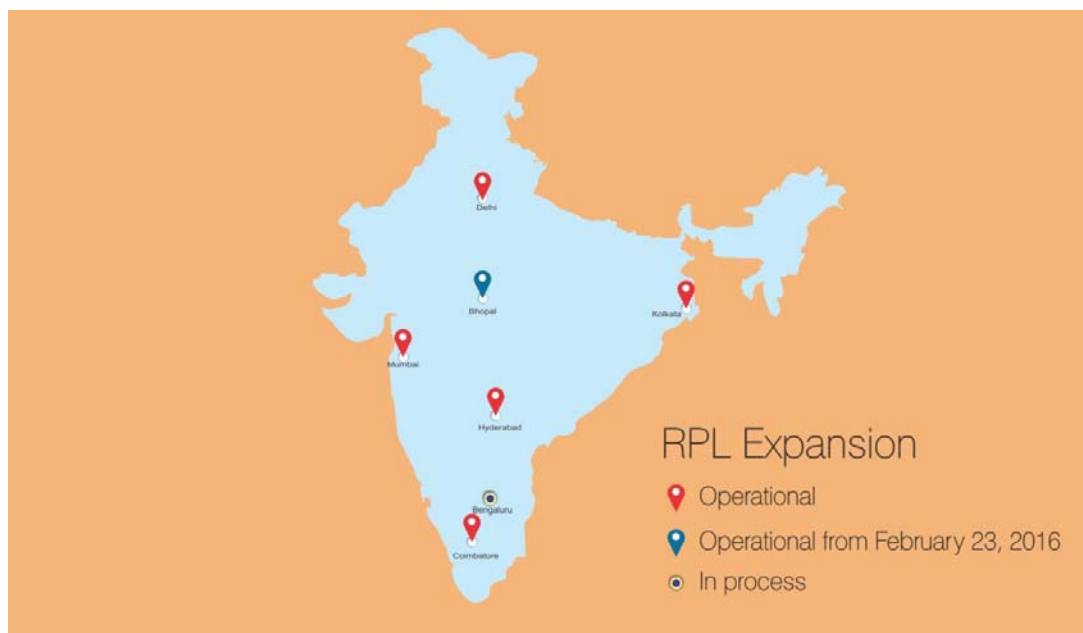 Delhi
Bhopal
Kolkata
Mumbai
Hyderabad
Bengaluru
Coimbatore
RPL Expansion
Operational
Operational from February 23, 2016
In process